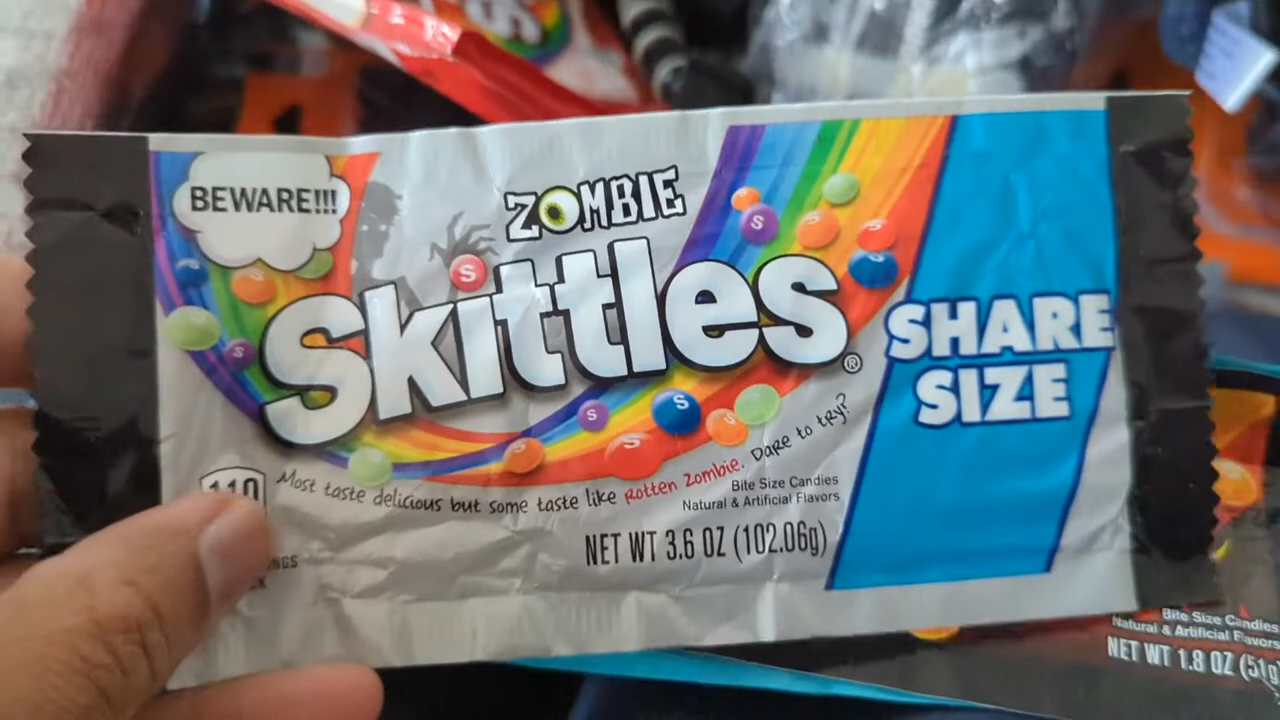 BEWARE!!!
ZOMBIE
Skittles®
SHARE
SIZE
110
Most taste delicious but some taste like Rotten Zombie. Dare to try?
Bite Size Candies
Natural & Artificial Flavors
NET WT 3.6 OZ (102.06g)
Bite Size Candies
Natural & Artificial Flavors
NET WT 1.8 OZ (51g